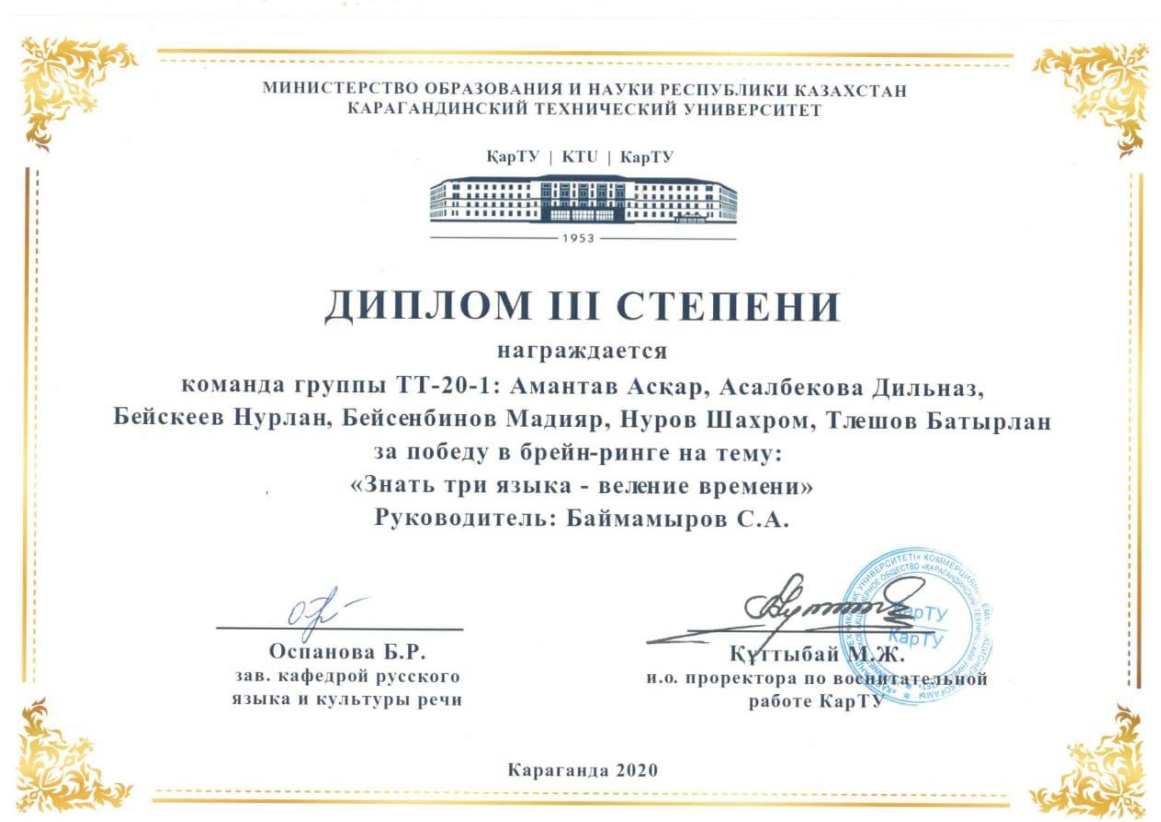 МИНИСТЕРСТВО ОБРАЗОВАНИЯ И НАУКИ РЕСПУБЛИКИ КАЗАХСТАН
КАРАГАНДИНСКИЙ ТЕХНИЧЕСКИЙ УНИВЕРСИТЕТ
ҚарТУ | KTU | КарТУ
1953
ДИПЛОМ III СТЕПЕНИ
награждается
команда группы ТТ-20-1: Амантав Асқар, Асалбекова Дильназ,
Бейскеев Нурлан, Бейсенбинов Мадияр, Нуров Шахром, Тлешов Батырлан
за победу в брейн-ринге на тему:
«Знать три языка - веление времени»
Руководитель: Баймамыров С.А.
Оспанова Б.Р.
зав. кафедрой русского
языка и культуры речи
ҚарТУ
КарТУ
Құттыбай М.Ж.
и.о. проректора по воспитательной
работе КарТУ
Караганда 2020